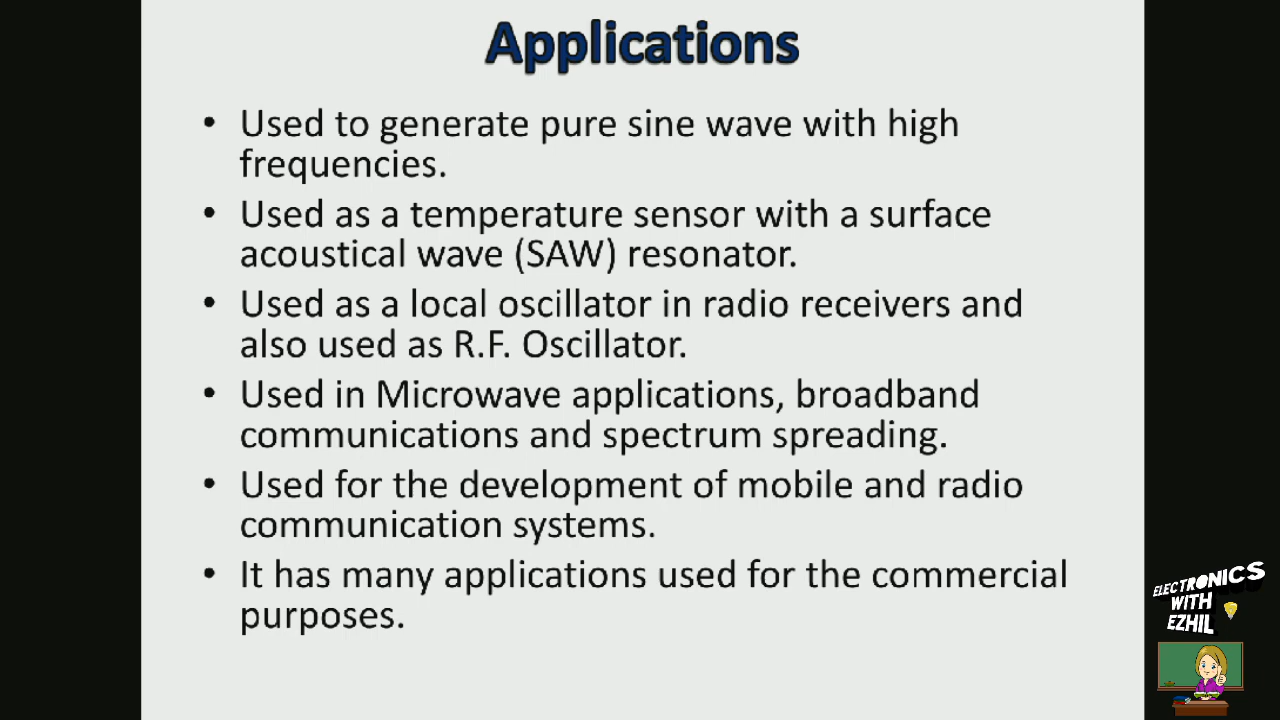 Applications
• Used to generate pure sine wave with high
frequencies.
• Used as a temperature sensor with a surface
acoustical wave (SAW) resonator.
• Used as a local oscillator in radio receivers and
also used as R.F. Oscillator.
• Used in Microwave applications, broadband
communications and spectrum spreading.
• Used for the development of mobile and radio
communication systems.
• It has many applications used for the commercial
purposes.
ELECTRONICS
WITH
EZHIL